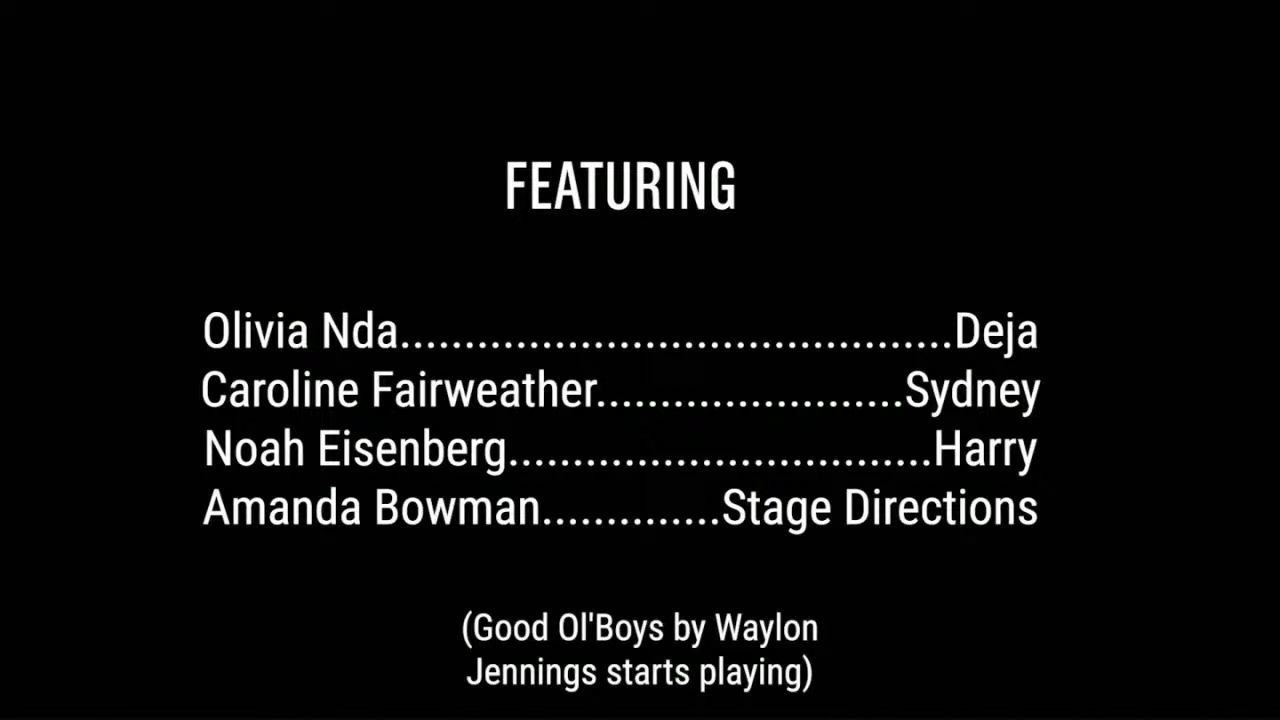 FEATURING
Olivia Nda...........................................Deja
Caroline Fairweather........................Sydney
Noah Eisenberg.................................Harry
Amanda Bowman..............Stage Directions
(Good Ol'Boys by Waylon
Jennings starts playing)